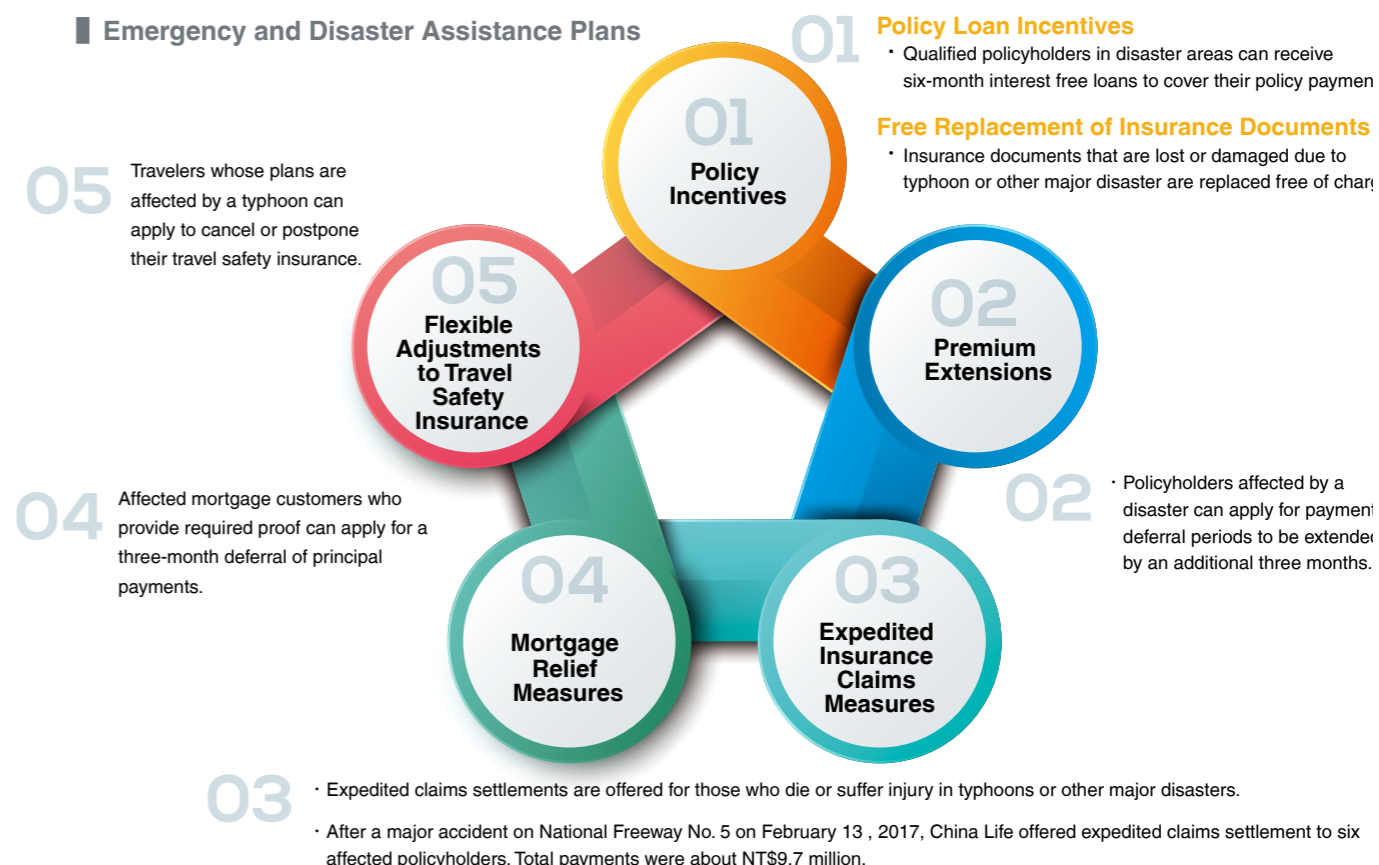 Emergency and Disaster Assistance Plans
01
Policy Loan Incentives
· Qualified policyholders in disaster areas can receive
six-month interest free loans to cover their policy paymen
Free Replacement of Insurance Documents
· Insurance documents that are lost or damaged due to
typhoon or other major disaster are replaced free of charg
01
Policy
Incentives
05
Travelers whose plans are
affected by a typhoon can
apply to cancel or postpone
their travel safety insurance.
05
Flexible
Adjustments
to Travel
Safety
Insurance
02
Premium
Extensions
02
· Policyholders affected by a
disaster can apply for payment
deferral periods to be extended
by an additional three months.
04
Affected mortgage customers who
provide required proof can apply for a
three-month deferral of principal
payments.
04
Mortgage
Relief
Measures
03
Expedited
Insurance
Claims
Measures
03
· Expedited claims settlements are offered for those who die or suffer injury in typhoons or other major disasters.
· After a major accident on National Freeway No. 5 on February 13 , 2017, China Life offered expedited claims settlement to six
affected policyholders. Total payments were about NT$9.7 million.